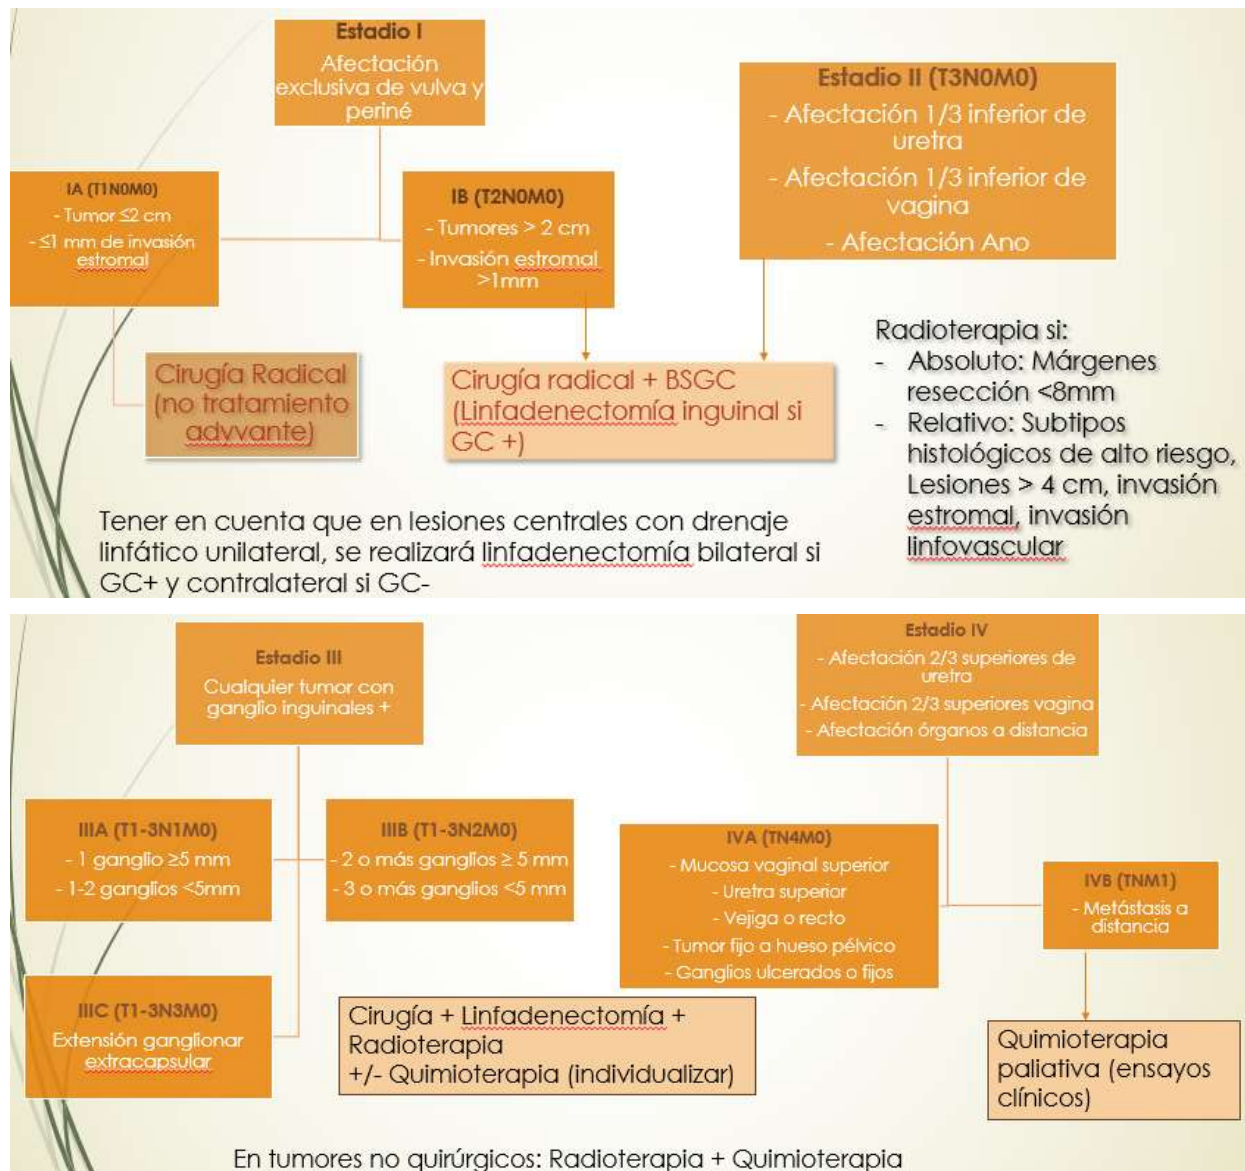 Estadio I
Afectación
exclusiva de vulva y
periné
Estadio II (T3N0M0)
- Afectación 1/3 inferior de
uretra
- Afectación 1/3 inferior de
vagina
- Afectación Ano
IA (T1N0M0)
- Tumor ≤2 cm
- ≤1 mm de invasión
estromal
IB (T2N0M0)
- Tumores > 2 cm
- Invasión estromal
>1mm
Cirugía Radical
(no tratamiento
adyvante)
Cirugía radical + BSGC
(Linfadenectomía inguinal si
GC +)
Radioterapia si:
- Absoluto: Márgenes
resección <8mm
- Relativo: Subtipos
histológicos de alto riesgo,
Lesiones > 4 cm, invasión
estromal, invasión
linfovascular
Tener en cuenta que en lesiones centrales con drenaje
linfático unilateral, se realizará linfadenectomía bilateral si
GC+ y contralateral si GC-
Estadio III
Cualquier tumor con
ganglio inguinales +
Estadio IV
- Afectación 2/3 superiores de
uretra
- Afectación 2/3 superiores vagina
- Afectación órganos a distancia
IIIA (T1-3N1M0)
- 1 ganglio ≥5 mm
- 1-2 ganglios <5mm
IIIB (T1-3N2M0)
- 2 o más ganglios ≥ 5 mm
- 3 o más ganglios <5 mm
IVA (TN4M0)
- Mucosa vaginal superior
- Uretra superior
- Vejiga o recto
- Tumor fijo a hueso pélvico
- Ganglios ulcerados o fijos
IVB (TNM1)
- Metástasis a
distancia
IIIC (T1-3N3M0)
Extensión ganglionar
extracapsular
Cirugía + Linfadenectomía +
Radioterapia
+/- Quimioterapia (individualizar)
Quimioterapia
paliativa (ensayos
clínicos)
En tumores no quirúrgicos: Radioterapia + Quimioterapia